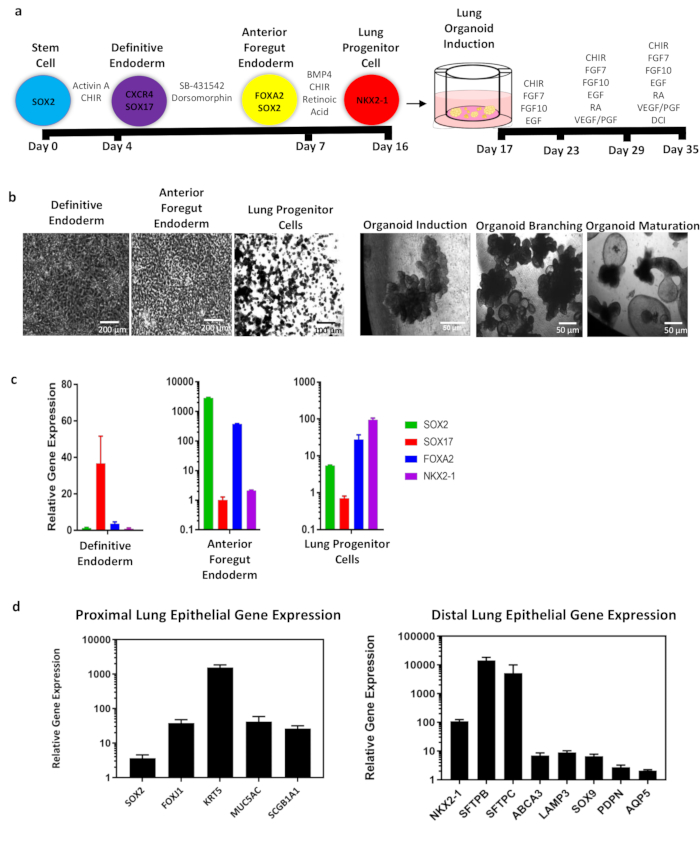 a
Stem
Cell
Definitive
Endoderm
Anterior
Foregut
Endoderm
Lung
Progenitor
Cell
Lung
Organoid
Induction
SOX2
Activin A
CHIR
CXCR4
SOX17
SB-431542
Dorsomorphin
FOXA2
SOX2
BMP4
CHIR
Retinoic
Acid
NKX2-1
CHIR
FGF7
FGF10
EGF
CHIR
FGF7
FGF10
EGF
RA
VEGF/PGF
CHIR
FGF7
FGF10
EGF
RA
VEGF/PGF
DCI
Day 0
Day 4
Day 7
Day 16
Day 17
Day 23
Day 29
Day 35
b
Definitive
Endoderm
Anterior
Foregut
Endoderm
Lung Progenitor
Cells
Organoid Induction
Organoid Branching
Organoid Maturation
200 µm
200 µm
100 µm
50 µm
50 µm
50 µm
c
Relative Gene Expression
80
60
40
20
0
Definitive
Endoderm
10000
1000
100
10
1
0.1
Anterior
Foregut
Endoderm
1000
100
10
1
0.1
Lung Progenitor
Cells
SOX2
SOX17
FOXA2
NKX2-1
d
Proximal Lung Epithelial Gene Expression
Relative Gene Expression
10000
1000
100
10
1
SOX2
FOXJ1
KRT5
MUC5AC
SCGB1A1
Distal Lung Epithelial Gene Expression
Relative Gene Expression
100000
10000
1000
100
10
1
NKX2-1
SFTPB
SFTPC
ABCA3
LAMP3
SOX9
PDPN
AQP5